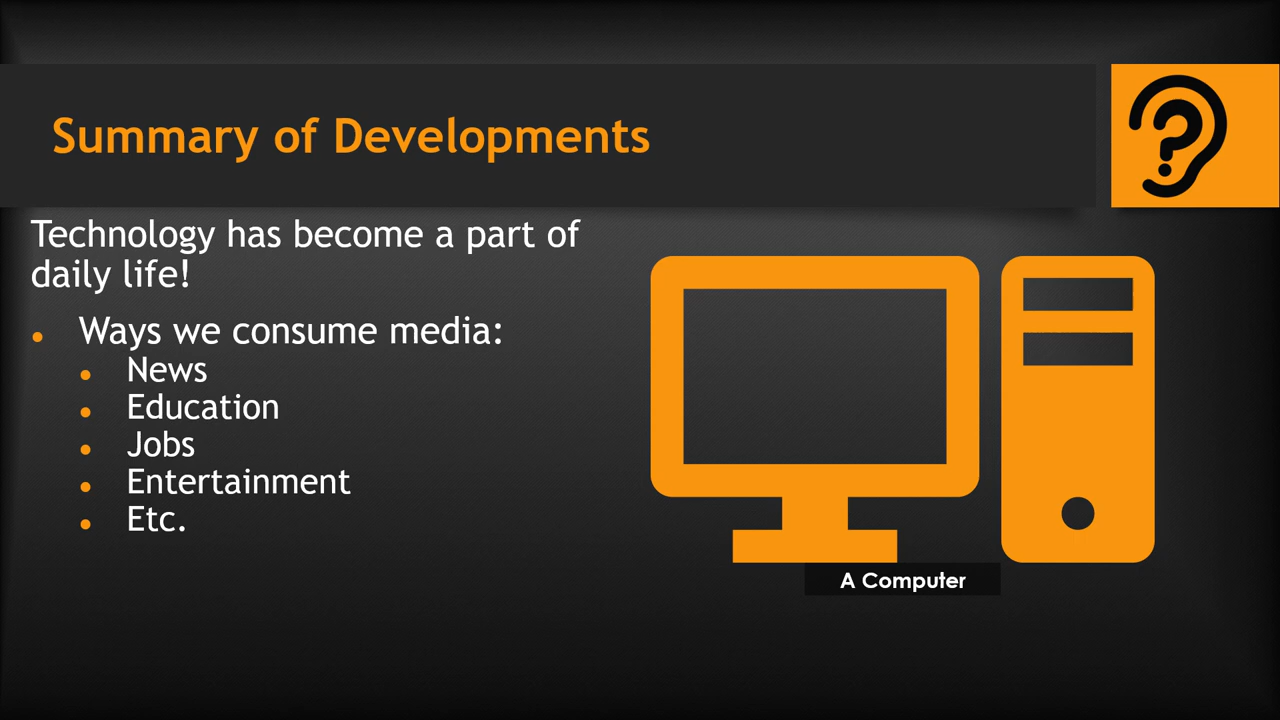 Summary of Developments
Technology has become a part of
daily life!
Ways we consume media:
News
Education
Jobs
Entertainment
Etc.
A Computer